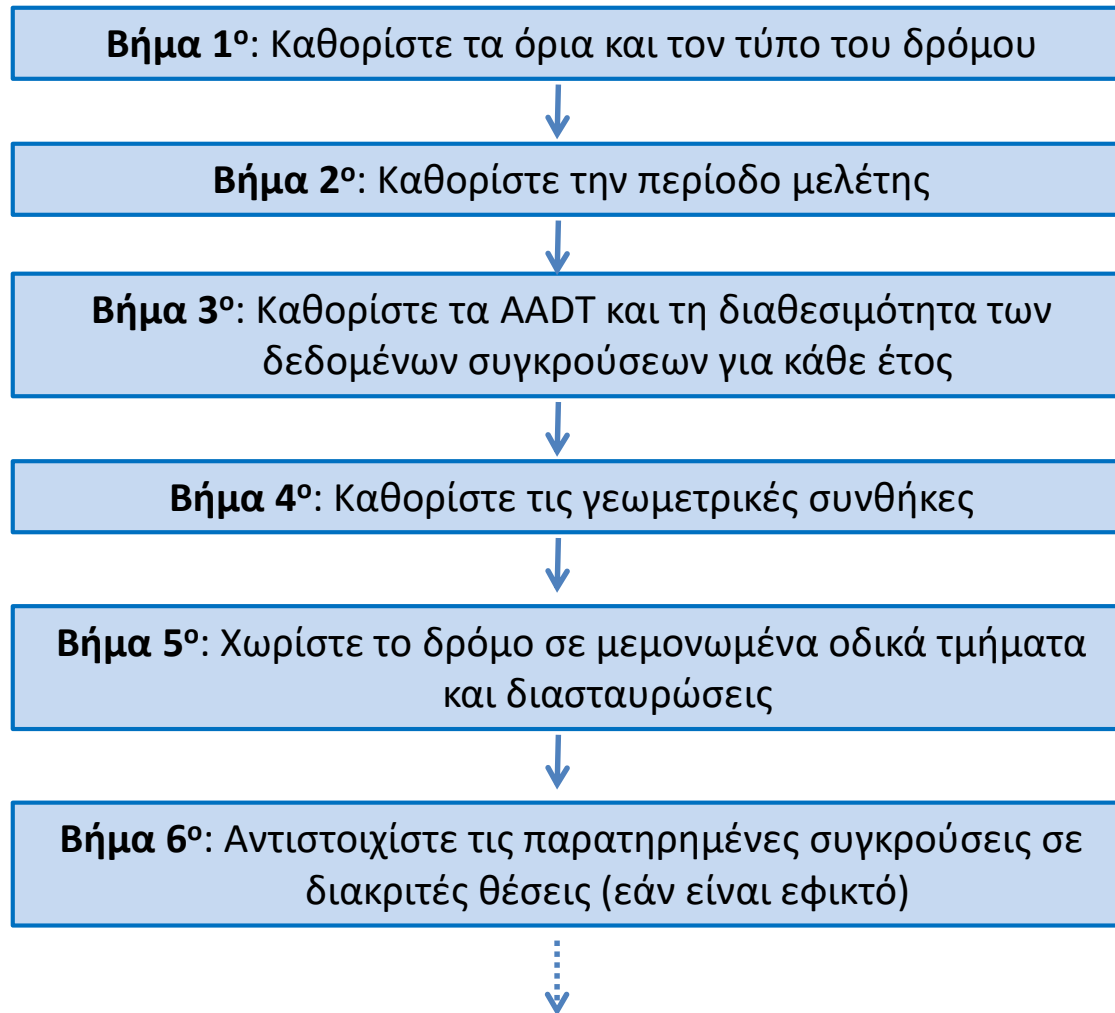 Βήμα 1ο: Καθορίστε τα όρια και τον τύπο του δρόμου
Βήμα 2ο: Καθορίστε την περίοδο μελέτης
Βήμα 3ο: Καθορίστε τα AADT και τη διαθεσιμότητα των
δεδομένων συγκρούσεων για κάθε έτος
Βήμα 4ο: Καθορίστε τις γεωμετρικές συνθήκες
Βήμα 5ο: Χωρίστε το δρόμο σε μεμονωμένα οδικά τμήματα
και διασταυρώσεις
Βήμα 6ο: Αντιστοιχίστε τις παρατηρημένες συγκρούσεις σε
διακριτές θέσεις (εάν είναι εφικτό)